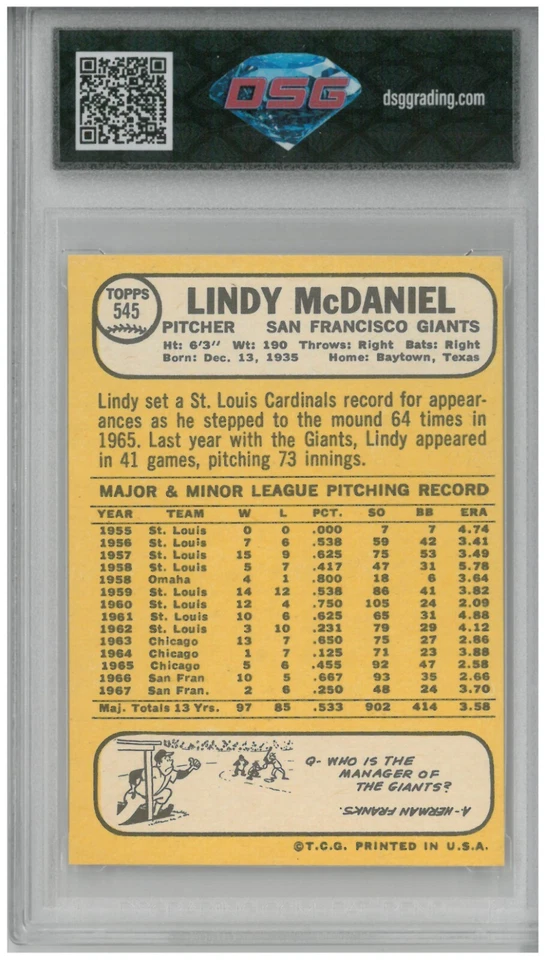 DSG
dsggrading.com
TOPPS
545
LINDY McDANIEL
PITCHER SAN FRANCISCO GIANTS
Ht: 6'3" Wt: 190 Throws: Right Bats: Right
Born: Dec. 13, 1935 Home: Baytown, Texas
Lindy set a St. Louis Cardinals record for appear-
ances as he stepped to the mound 64 times in
1965. Last year with the Giants, Lindy appeared
in 41 games, pitching 73 innings.
MAJOR & MINOR LEAGUE PITCHING RECORD
YEAR TEAM W L PCT. SO BB ERA
1955 St. Louis 0 0 .000 7 7 4.74
1956 St. Louis 7 6 .538 59 42 3.41
1957 St. Louis 15 9 .625 75 53 3.49
1958 St. Louis 5 7 .417 47 31 5.78
1958 Omaha 4 1 .800 18 6 3.64
1959 St. Louis 14 12 .538 86 41 3.82
1960 St. Louis 12 4 .750 105 24 2.09
1961 St. Louis 10 6 .625 65 31 4.88
1962 St. Louis 3 10 .231 79 29 4.12
1963 Chicago 13 7 .650 75 27 2.86
1964 Chicago 1 7 .125 71 23 3.88
1965 Chicago 5 6 .455 92 47 2.58
1966 San Fran 10 5 .667 93 35 2.66
1967 San Fran. 2 6 .250 48 24 3.70
Maj. Totals 13 Yrs. 97 85 .533 902 414 3.58
Q- WHO IS THE
MANAGER OF
THE GIANTS?
A-HERMAN FRANKS.
©T.C.G. PRINTED IN U.S.A.